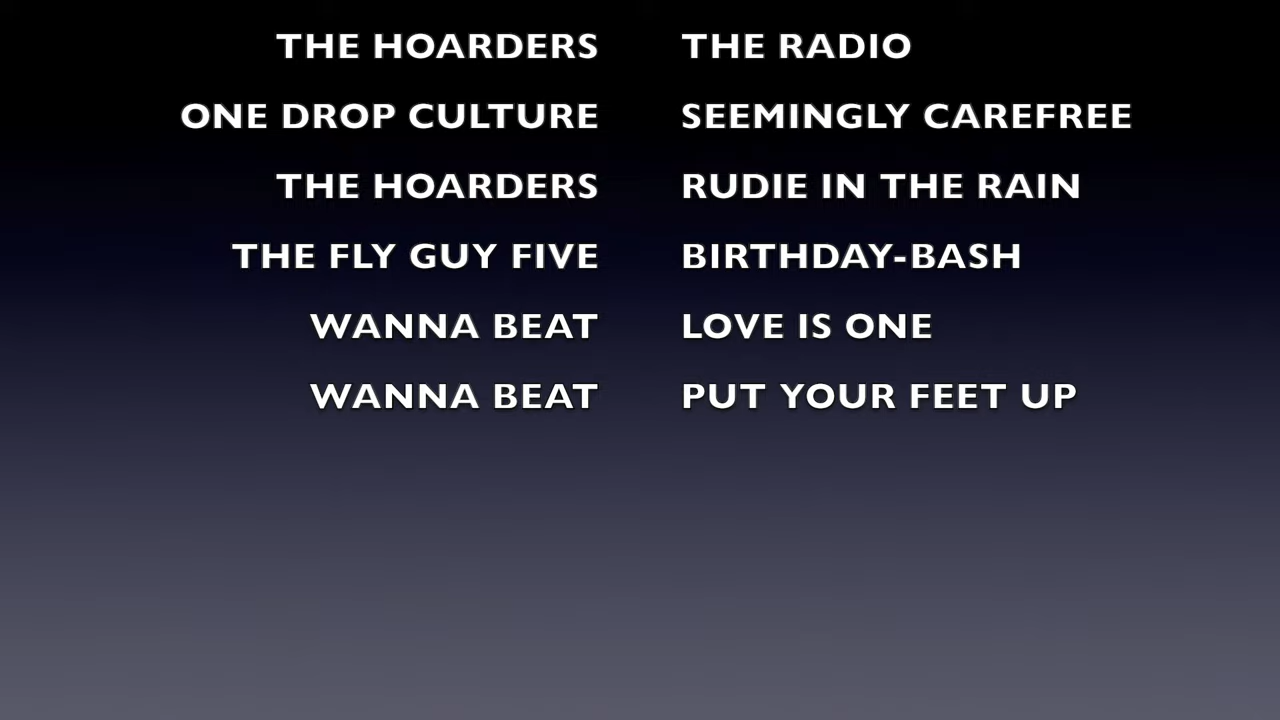 THE HOARDERS THE RADIO
ONE DROP CULTURE SEEMINGLY CAREFREE
THE HOARDERS RUDIE IN THE RAIN
THE FLY GUY FIVE BIRTHDAY-BASH
WANNA BEAT LOVE IS ONE
WANNA BEAT PUT YOUR FEET UP